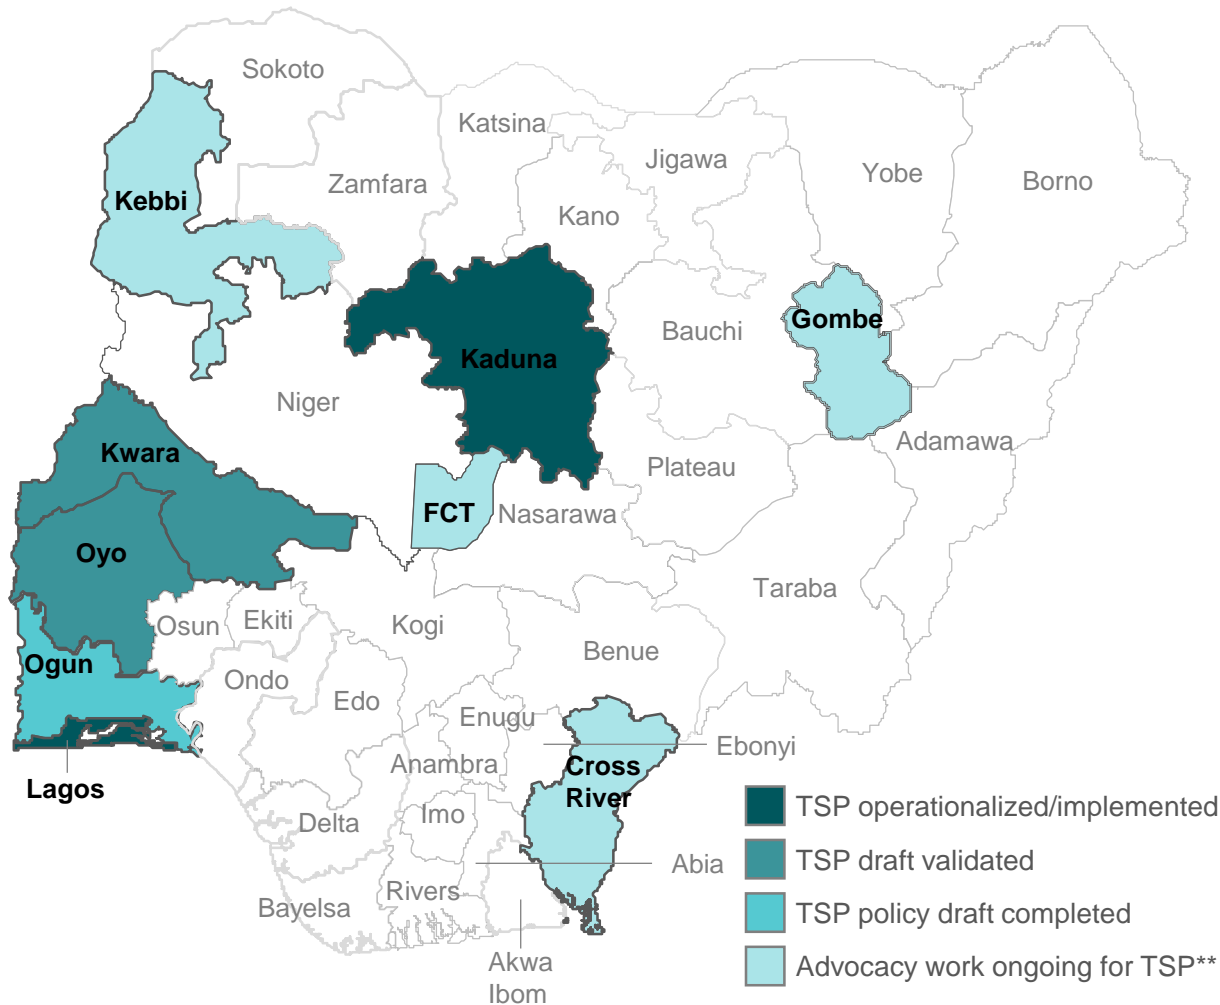 Sokoto
Katsina
Jigawa
Yobe
Borno
Zamfara
Kebbi
Kano
Gombe
Bauchi
Kaduna
Niger
Adamawa
Kwara
Plateau
FCT
Nasarawa
Oyo
Taraba
Osun
Ekiti
Kogi
Benue
Ogun
Ondo
Edo
Enugu
Ebonyi
Anambra
Cross
River
Lagos
Imo
Delta
Abia
Rivers
Bayelsa
Akwa
Ibom
TSP operationalized/implemented
TSP draft validated
TSP policy draft completed
Advocacy work ongoing for TSP**